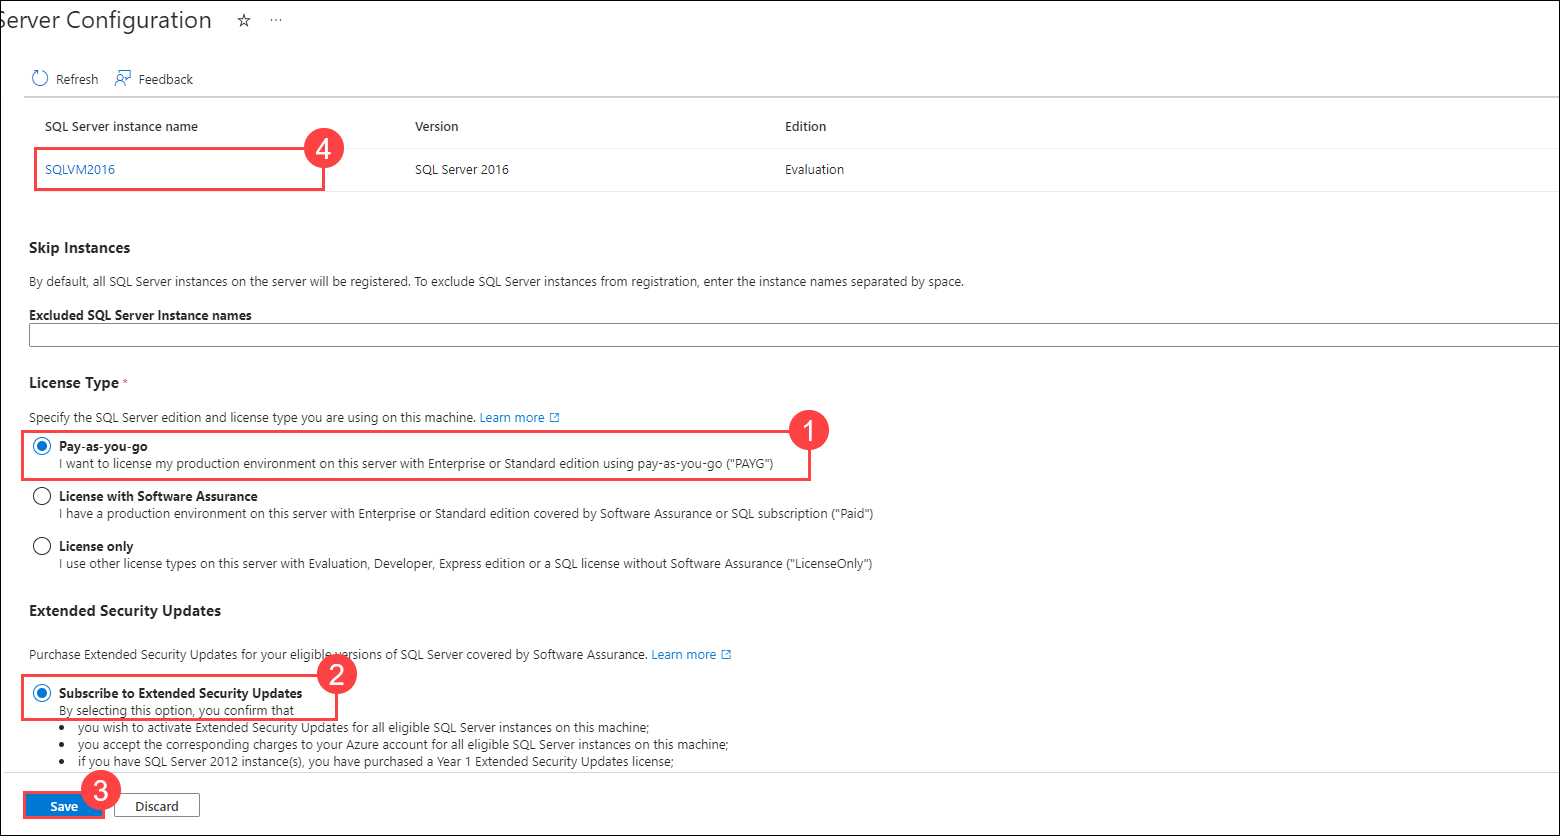 Server Configuration ☆ ...
Refresh Feedback
SQL Server instance name Version Edition
4
SQLVM2016 SQL Server 2016 Evaluation
Skip Instances
By default, all SQL Server instances on the server will be registered. To exclude SQL Server instances from registration, enter the instance names separated by space.
Excluded SQL Server Instance names
License Type *
Specify the SQL Server edition and license type you are using on this machine. Learn more
1
Pay-as-you-go
I want to license my production environment on this server with Enterprise or Standard edition using pay-as-you-go ("PAYG")
License with Software Assurance
I have a production environment on this server with Enterprise or Standard edition covered by Software Assurance or SQL subscription ("Paid")
License only
I use other license types on this server with Evaluation, Developer, Express edition or a SQL license without Software Assurance ("LicenseOnly")
Extended Security Updates
Purchase Extended Security Updates for your eligible versions of SQL Server covered by Software Assurance. Learn more
2
Subscribe to Extended Security Updates
By selecting this option, you confirm that
• you wish to activate Extended Security Updates for all eligible SQL Server instances on this machine;
• you accept the corresponding charges to your Azure account for all eligible SQL Server instances on this machine;
• if you have SQL Server 2012 instance(s), you have purchased a Year 1 Extended Security Updates license;
3
Save Discard